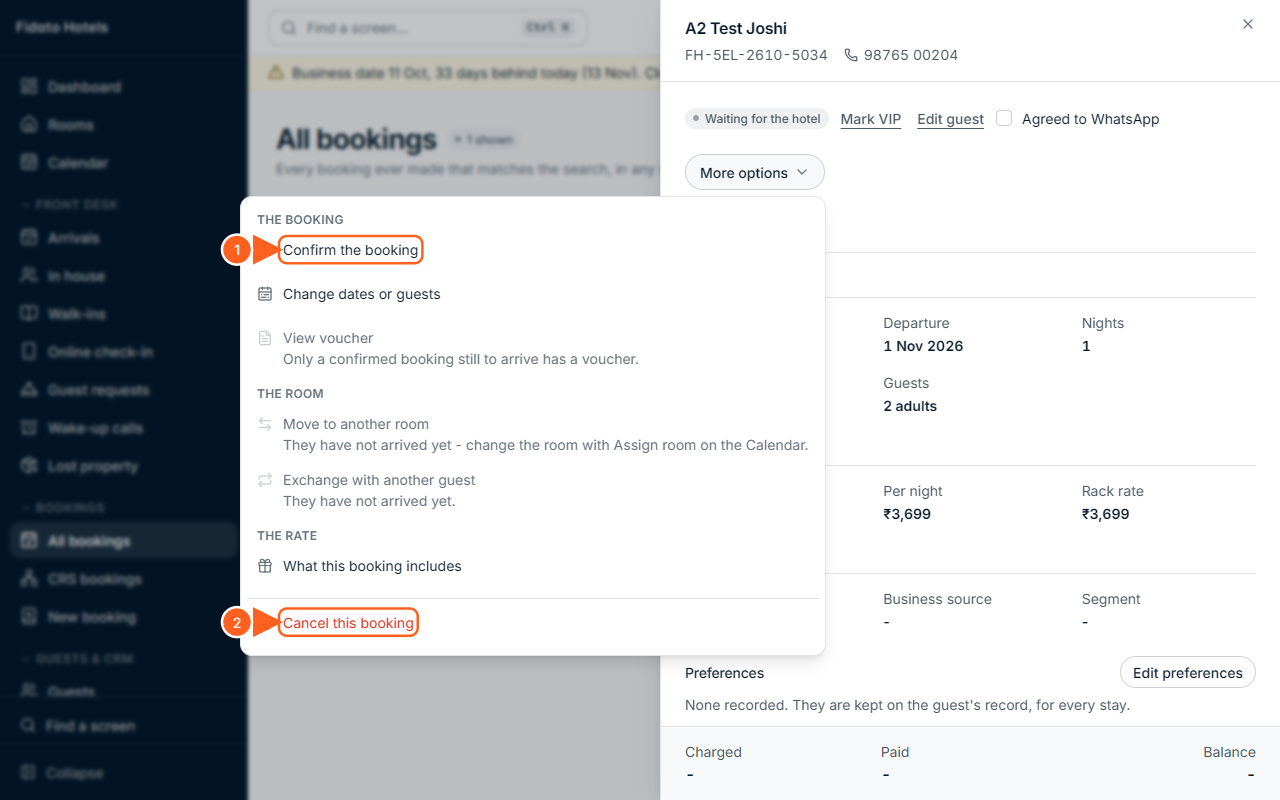 Fidato Hotels
Dashboard
Rooms
Calendar
FRONT DESK
Arrivals
In house
Walk-ins
Online check-in
Guest requests
Wake-up calls
Lost property
BOOKINGS
All bookings
CRS bookings
New booking
GUESTS & CRM
Guests
Find a screen
Collapse
Find a screen... Ctrl K
Business date 11 Oct, 33 days behind today (13 Nov).
All bookings 1 shown
Every booking ever made that matches the search, in any
A2 Test Joshi
FH-5EL-2610-5034 98765 00204
Waiting for the hotel Mark VIP Edit guest Agreed to WhatsApp
More options
THE BOOKING
1 Confirm the booking
Change dates or guests
View voucher
Only a confirmed booking still to arrive has a voucher.
THE ROOM
Move to another room
They have not arrived yet - change the room with Assign room on the Calendar.
Exchange with another guest
They have not arrived yet.
THE RATE
What this booking includes
2 Cancel this booking
Departure Nights
1 Nov 2026 1
Guests
2 adults
Per night Rack rate
₹3,699 ₹3,699
Business source Segment
- -
Preferences Edit preferences
None recorded. They are kept on the guest's record, for every stay.
Charged Paid Balance
- - -